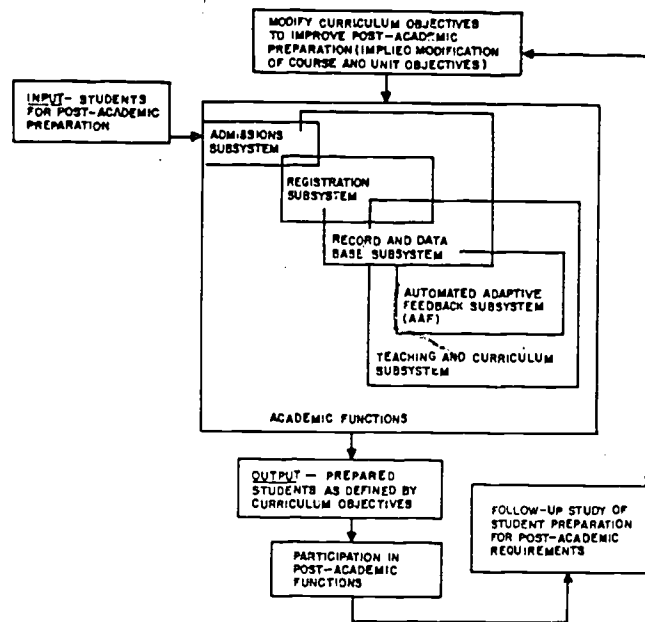 MODIFY CURRICULUM OBJECTIVES
TO IMPROVE POST-ACADEMIC
PREPARATION (IMPLIED MODIFICATION
OF COURSE AND UNIT OBJECTIVES)
INPUT- STUDENTS
FOR POST-ACADEMIC
PREPARATION
ADMISSIONS
SUBSYSTEM
REGISTRATION
SUBSYSTEM
RECORD AND DATA
BASE SUBSYSTEM
AUTOMATED ADAPTIVE
FEEDBACK SUBSYSTEM
(AAF)
TEACHING AND CURRICULUM
SUBSYSTEM
ACADEMIC FUNCTIONS
OUTPUT - PREPARED
STUDENTS AS DEFINED BY
CURRICULUM OBJECTIVES
PARTICIPATION IN
POST-ACADEMIC
FUNCTIONS
FOLLOW-UP STUDY OF
STUDENT PREPARATION
FOR POST-ACADEMIC
REQUIREMENTS